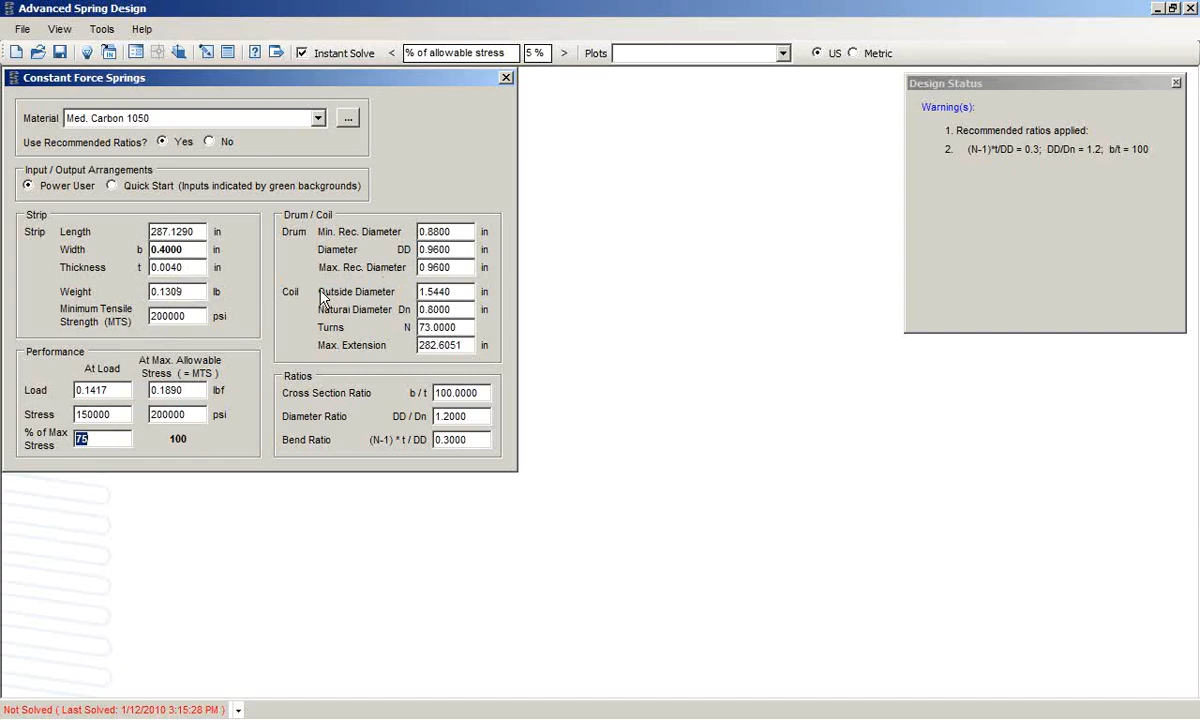 Advanced Spring Design
File View Tools Help
Instant Solve < % of allowable stress 5 % > Plots US Metric
Constant Force Springs
Material Med. Carbon 1050 ...
Use Recommended Ratios? Yes No
Input / Output Arrangements
Power User Quick Start (Inputs indicated by green backgrounds)
Strip
Strip Length 287.1290 in
Width b 0.4000 in
Thickness t 0.0040 in
Weight 0.1309 lb
Minimum Tensile
Strength (MTS) 200000 psi
Drum / Coil
Drum Min. Rec. Diameter 0.8800 in
Diameter DD 0.9600 in
Max. Rec. Diameter 0.9600 in
Coil Outside Diameter 1.5440 in
Natural Diameter Dn 0.8000 in
Turns N 73.0000
Max. Extension 282.6051 in
Performance
At Load
At Max. Allowable
Stress ( = MTS )
Load 0.1417 0.1890 lbf
Stress 150000 200000 psi
% of Max
Stress 75 100
Ratios
Cross Section Ratio b / t 100.0000
Diameter Ratio DD / Dn 1.2000
Bend Ratio (N-1) * t / DD 0.3000
Design Status
Warning(s):
1. Recommended ratios applied:
2. (N-1)*t/DD = 0.3; DD/Dn = 1.2; b/t = 100
Not Solved ( Last Solved: 1/12/2010 3:15:28 PM )